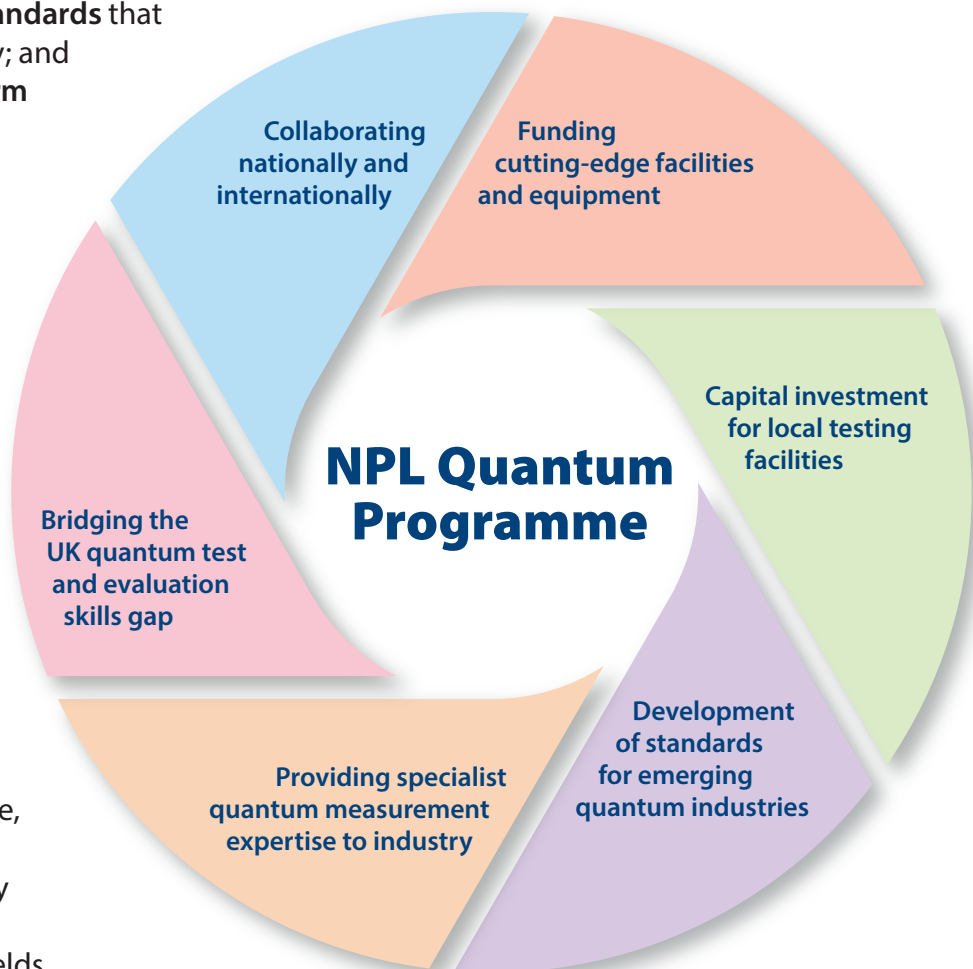 andards that
; and
rm
Collaborating
nationally and
internationally
Funding
cutting-edge facilities
and equipment
Capital investment
for local testing
facilities
NPL Quantum
Programme
Bridging the
UK quantum test
and evaluation
skills gap
Development
of standards
for emerging
quantum industries
Providing specialist
quantum measurement
expertise to industry
e,
y
elds